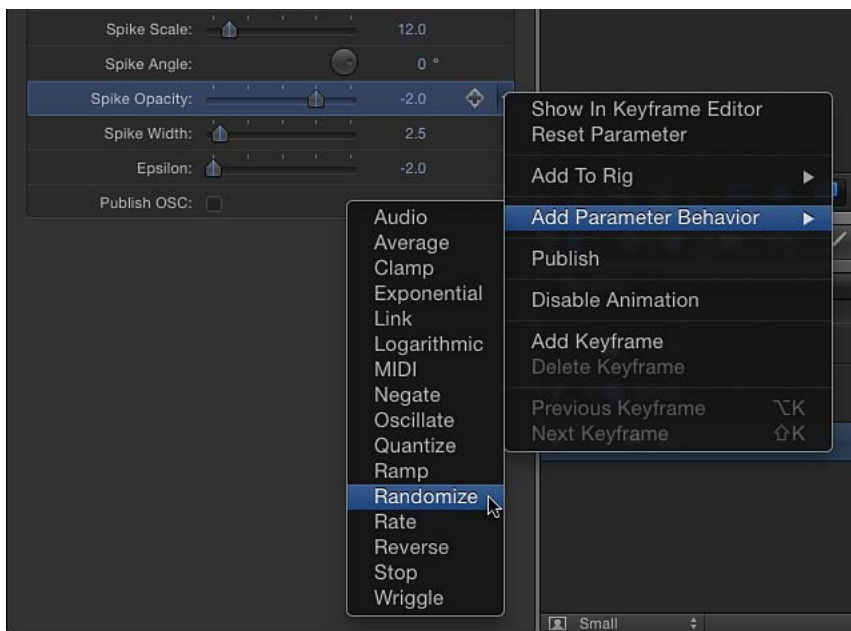 Spike Scale: 12.0
Spike Angle: 0 °
Spike Opacity: -2.0
Spike Width: 2.5
Epsilon: -2.0
Publish OSC:
Show In Keyframe Editor
Reset Parameter
Add To Rig
Add Parameter Behavior
Publish
Disable Animation
Add Keyframe
Delete Keyframe
Previous Keyframe ⌥K
Next Keyframe ⇧K
Audio
Average
Clamp
Exponential
Link
Logarithmic
MIDI
Negate
Oscillate
Quantize
Ramp
Randomize
Rate
Reverse
Stop
Wriggle
Small